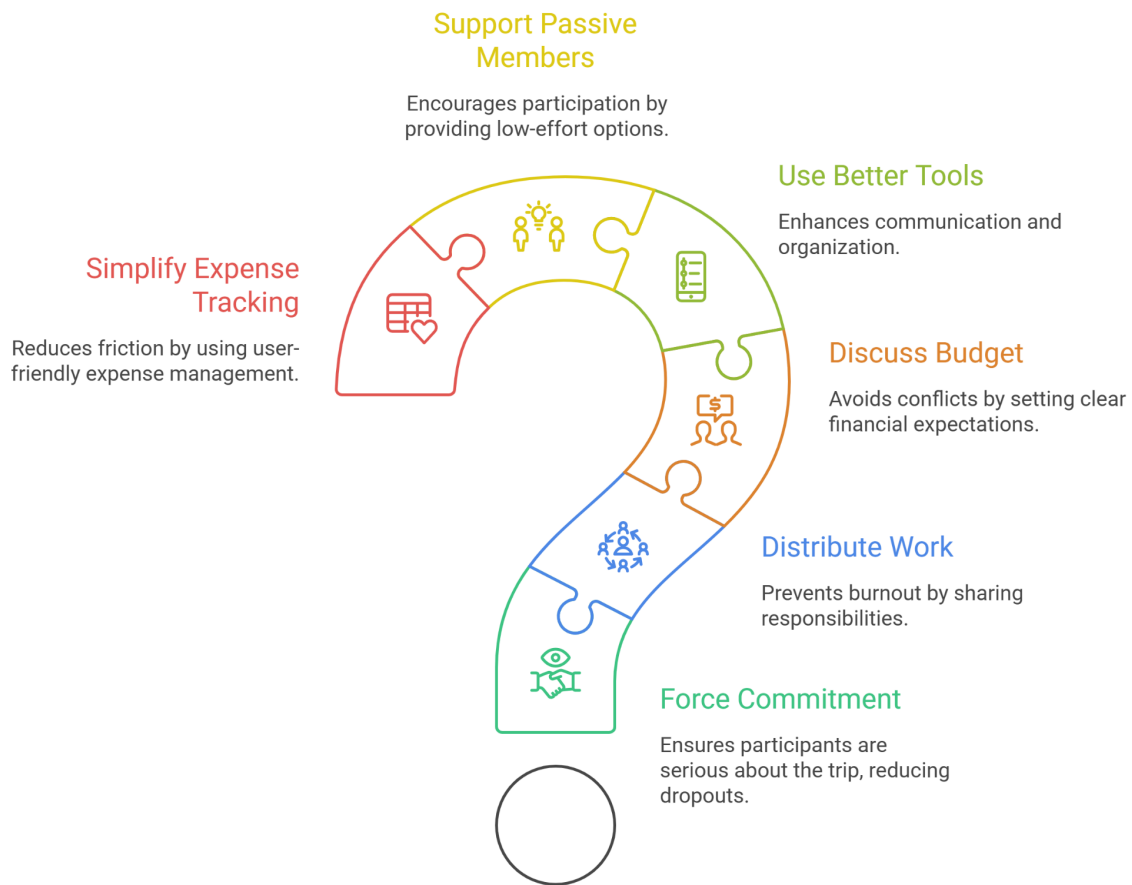 Support Passive
Members
Encourages participation by
providing low-effort options.
Use Better Tools
Enhances communication and
organization.
Simplify Expense
Tracking
Reduces friction by using user-
friendly expense management.
$
Discuss Budget
Avoids conflicts by setting clear
financial expectations.
Distribute Work
Prevents burnout by sharing
responsibilities.
Force Commitment
Ensures participants are
serious about the trip, reducing
dropouts.